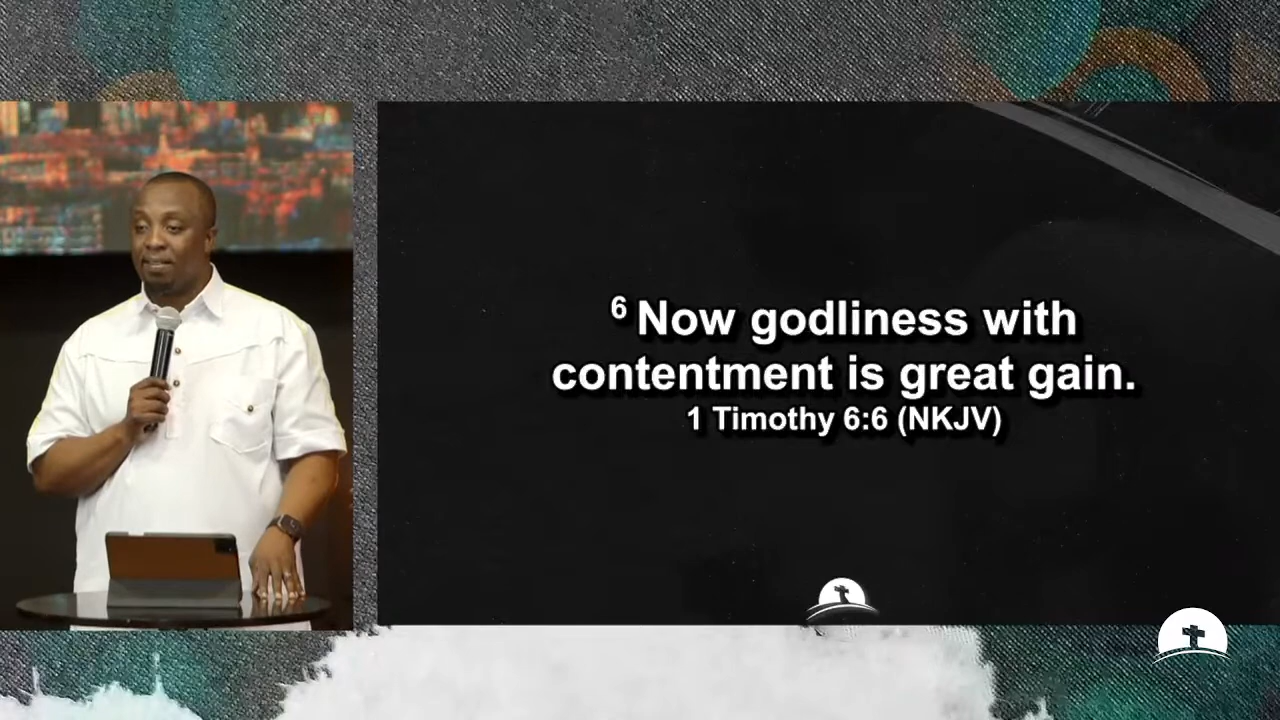 ⁶ Now godliness with
contentment is great gain.
1 Timothy 6:6 (NKJV)